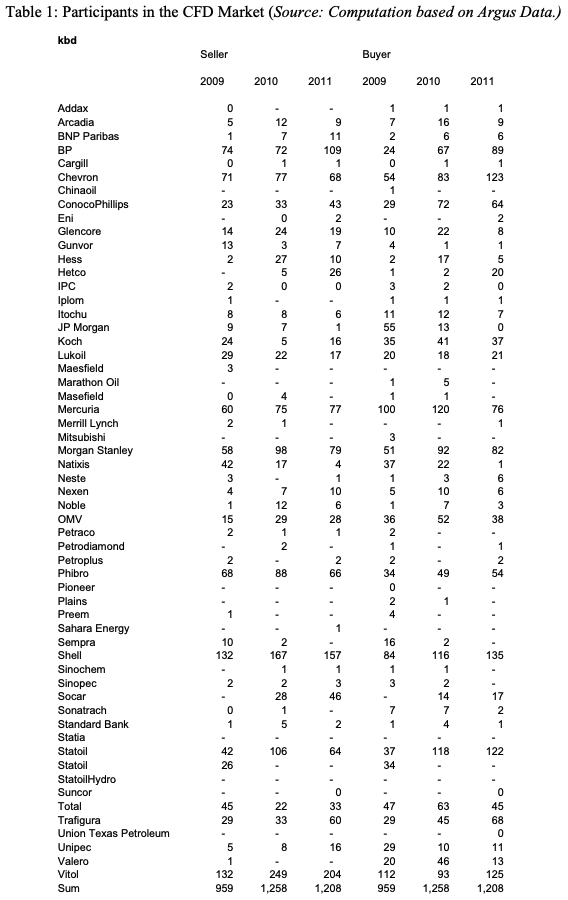 Table 1: Participants in the CFD Market (Source: Computation based on Argus Data.)
kbd
Seller Buyer
2009 2010 2011 2009 2010 2011
Addax 0 - - 1 1 1
Arcadia 5 12 9 7 16 9
BNP Paribas 1 7 11 2 6 6
BP 74 72 109 24 67 89
Cargill 0 1 1 0 1 1
Chevron 71 77 68 54 83 123
Chinaoil - - - 1 - -
ConocoPhillips 23 33 43 29 72 64
Eni - 0 2 - - 2
Glencore 14 24 19 10 22 8
Gunvor 13 3 7 4 1 1
Hess 2 27 10 2 17 5
Hetco - 5 26 1 2 20
IPC 2 0 0 3 2 0
Iplom 1 - - 1 1 1
Itochu 8 8 6 11 12 7
JP Morgan 9 7 1 55 13 0
Koch 24 5 16 35 41 37
Lukoil 29 22 17 20 18 21
Maesfield 3 - - - - -
Marathon Oil - - - 1 5 -
Masefield 0 4 - 1 1 -
Mercuria 60 75 77 100 120 76
Merrill Lynch 2 1 - - - 1
Mitsubishi - - - 3 - -
Morgan Stanley 58 98 79 51 92 82
Natixis 42 17 4 37 22 1
Neste 3 - 1 1 3 6
Nexen 4 7 10 5 10 6
Noble 1 12 6 1 7 3
OMV 15 29 28 36 52 38
Petraco 2 1 1 2 - -
Petrodiamond - 2 - 1 - 1
Petroplus 2 - 2 2 - 2
Phibro 68 88 66 34 49 54
Pioneer - - - 0 - -
Plains - - - 2 1 -
Preem 1 - - 4 - -
Sahara Energy - - 1 - - -
Sempra 10 2 - 16 2 -
Shell 132 167 157 84 116 135
Sinochem - 1 1 1 1 -
Sinopec 2 2 3 3 2 -
Socar - 28 46 - 14 17
Sonatrach 0 1 - 7 7 2
Standard Bank 1 5 2 1 4 1
Statia - - - - - -
Statoil 42 106 64 37 118 122
Statoil 26 - - 34 - -
StatoilHydro - - - - - -
Suncor - - 0 - - 0
Total 45 22 33 47 63 45
Trafigura 29 33 60 29 45 68
Union Texas Petroleum - - - - - 0
Unipec 5 8 16 29 10 11
Valero 1 - - 20 46 13
Vitol 132 249 204 112 93 125
Sum 959 1,258 1,208 959 1,258 1,208